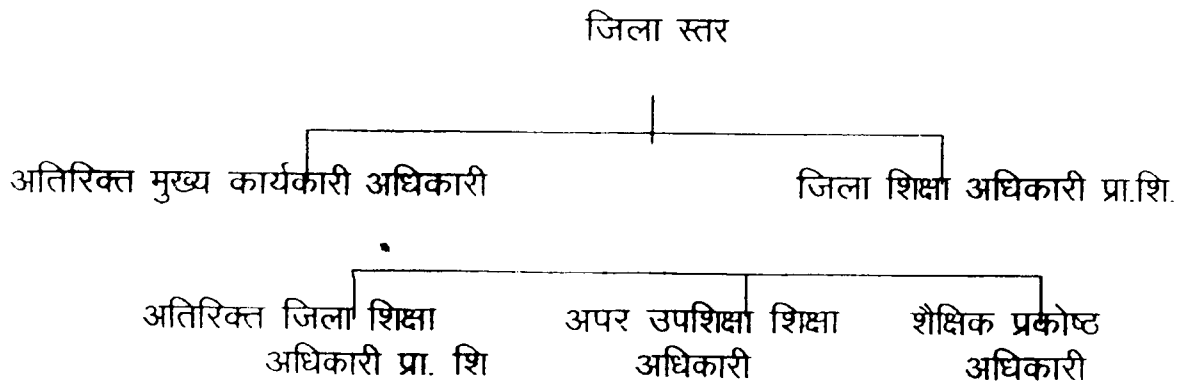 जिला स्तर
अतिरिक्त मुख्य कार्यकारी अधिकारी जिला शिक्षा अधिकारी प्रा.शि.
अतिरिक्त जिला शिक्षा अपर उपशिक्षा शिक्षा शैक्षिक प्रकोष्ठ
अधिकारी प्रा. शि अधिकारी अधिकारी